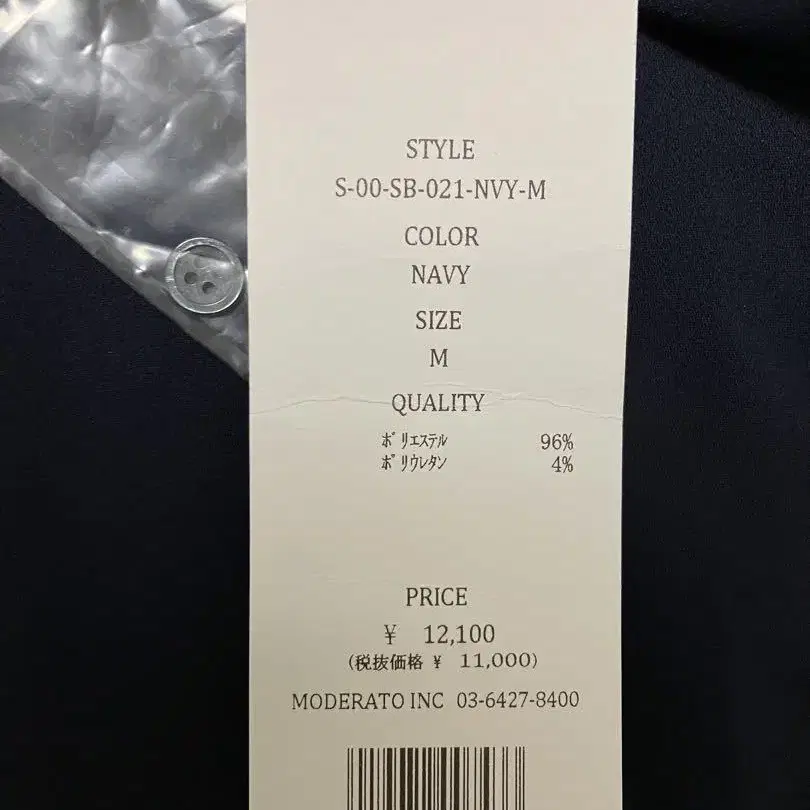 STYLE
S-00-SB-021-NVY-M
COLOR
NAVY
SIZE
M
QUALITY
ﾎﾟﾘｴｽﾃﾙ 96%
ﾎﾟﾘｳﾚﾀﾝ 4%
PRICE
¥ 12,100
(税抜価格 ¥ 11,000)
MODERATO INC 03-6427-8400